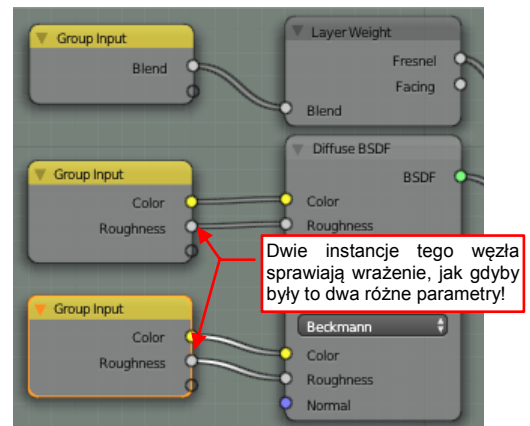 Group Input
Blend
Layer Weight
Fresnel
Facing
Blend
Group Input
Color
Roughness
Diffuse BSDF
BSDF
Color
Roughness
Dwie instancje tego węzła
sprawiają wrażenie, jak gdyby
były to dwa różne parametry!
Group Input
Color
Roughness
Beckmann
Color
Roughness
Normal